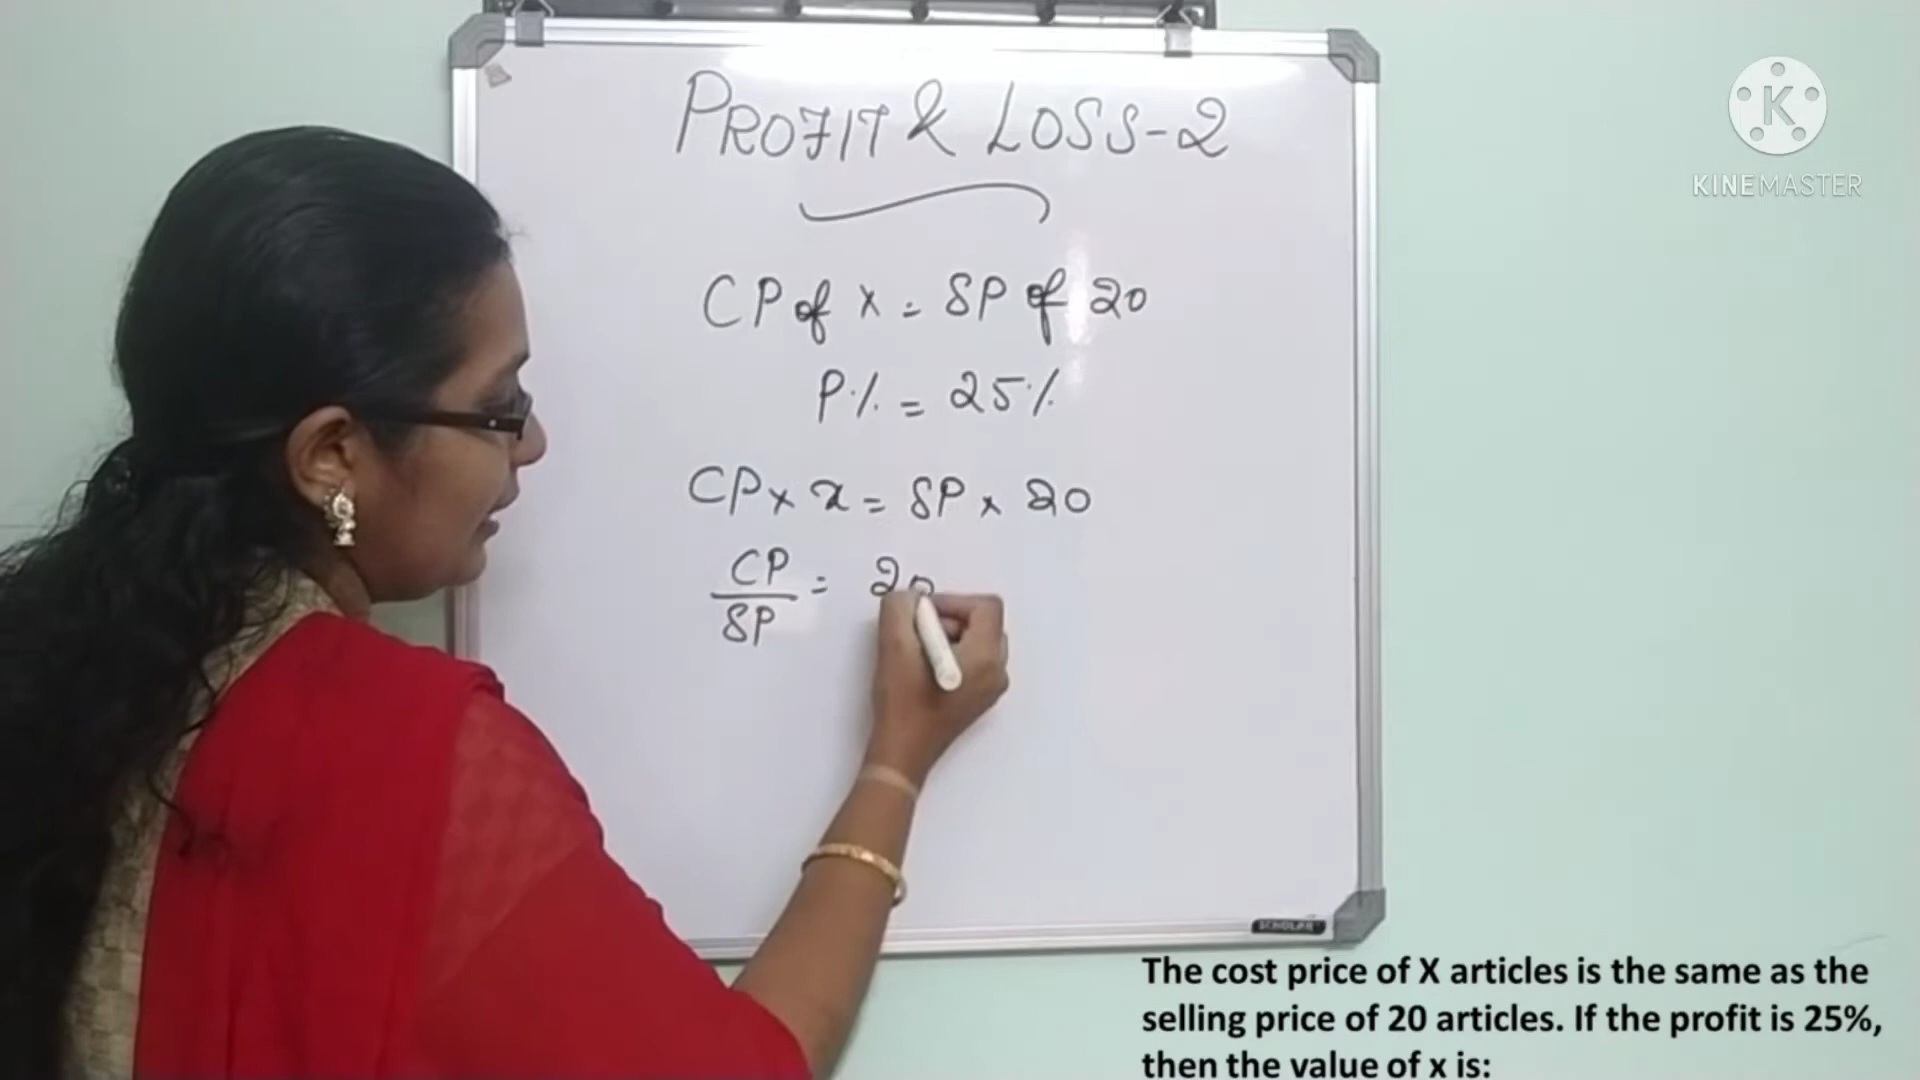 PROFIT & LOSS-2
KINEMASTER
CP of x = SP of 20
P% = 25%
CP x x = SP x 20
CP
SP
= 20
SCHOLAR
The cost price of X articles is the same as the
selling price of 20 articles. If the profit is 25%,
then the value of x is: